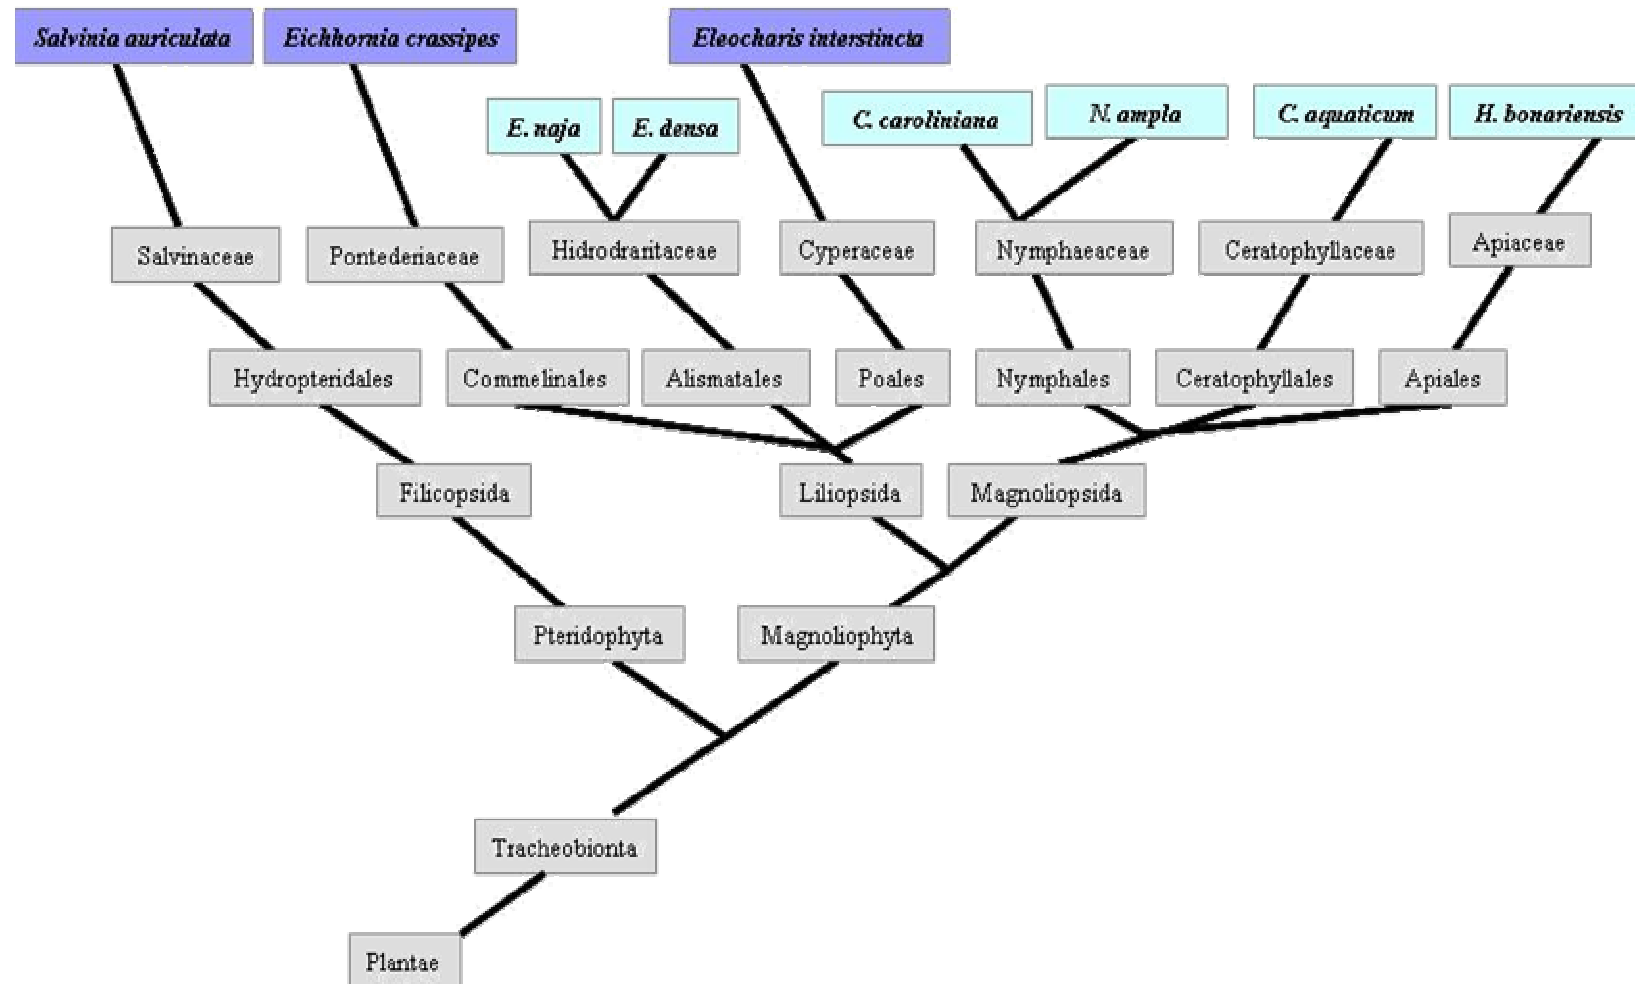 Salvinia auriculata
Eichhornia crassipes
Eleocharis interstincta
E. naja
E. densa
C. caroliniana
N. ampla
C. aquaticum
H. bonariensis
Salvinaceae
Pontederiaceae
Hidrodraritaceae
Cyperaceae
Nymphaeaceae
Ceratophyllaceae
Apiaceae
Hydropteridales
Commelinales
Alismatales
Poales
Nymphales
Ceratophyllales
Apiales
Filicopsida
Liliopsida
Magnoliopsida
Pteridophyta
Magnoliophyta
Tracheobionta
Plantae